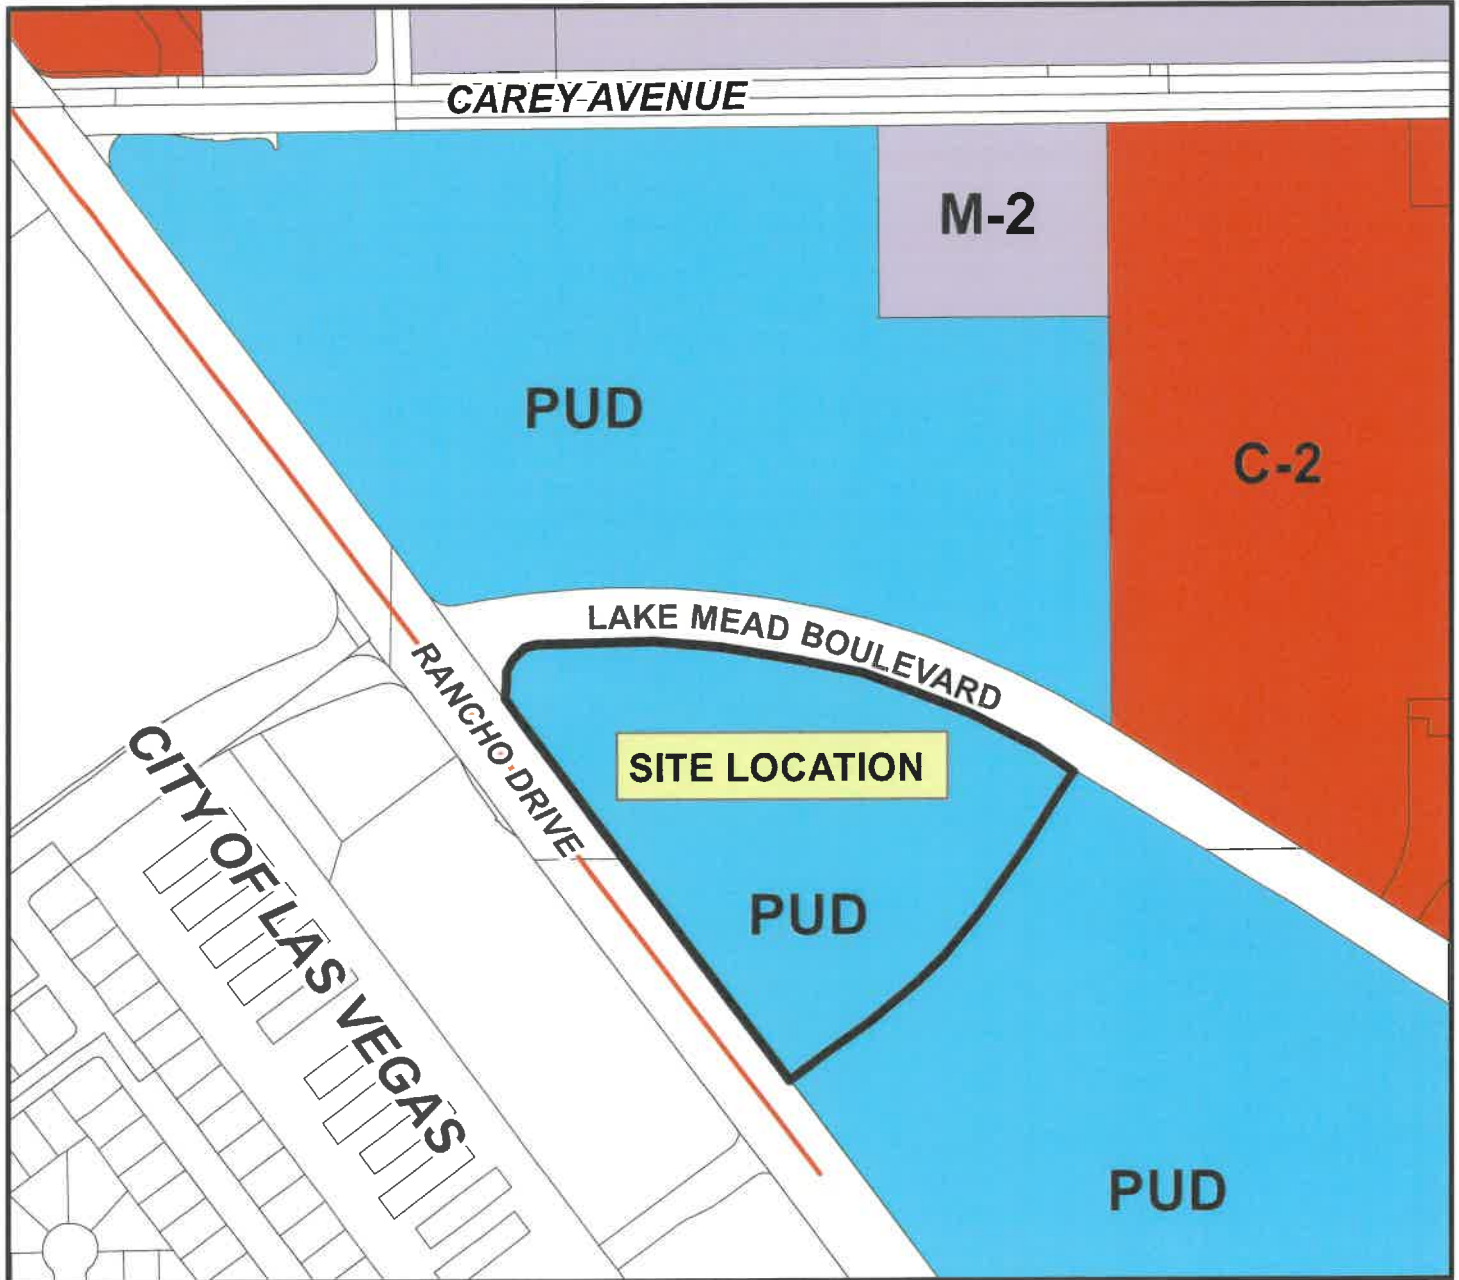 CAREY AVENUE
M-2
PUD
C-2
LAKE MEAD BOULEVARD
RANCHO DRIVE
SITE LOCATION
CITY OF LAS VEGAS
PUD
PUD